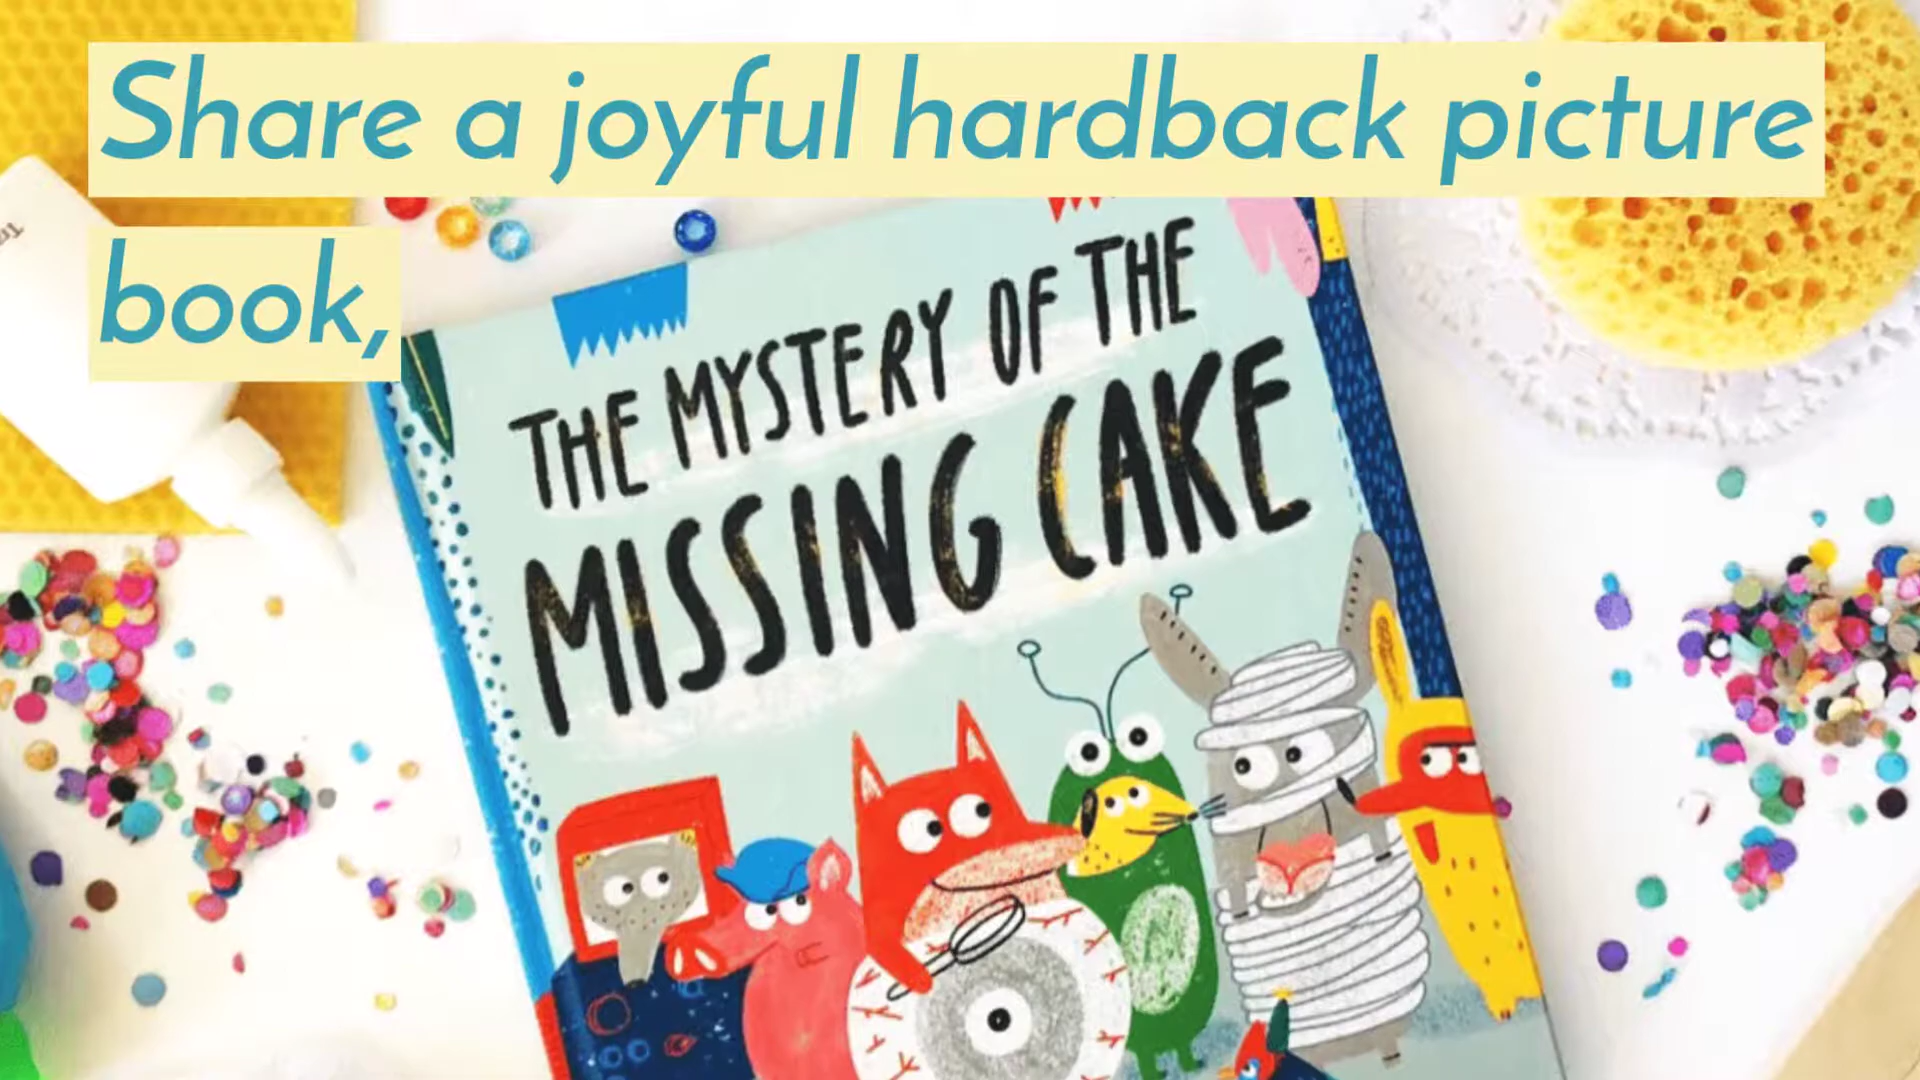 Share a joyful hardback picture
book,
THE MYSTERY OF THE
MISSING CAKE